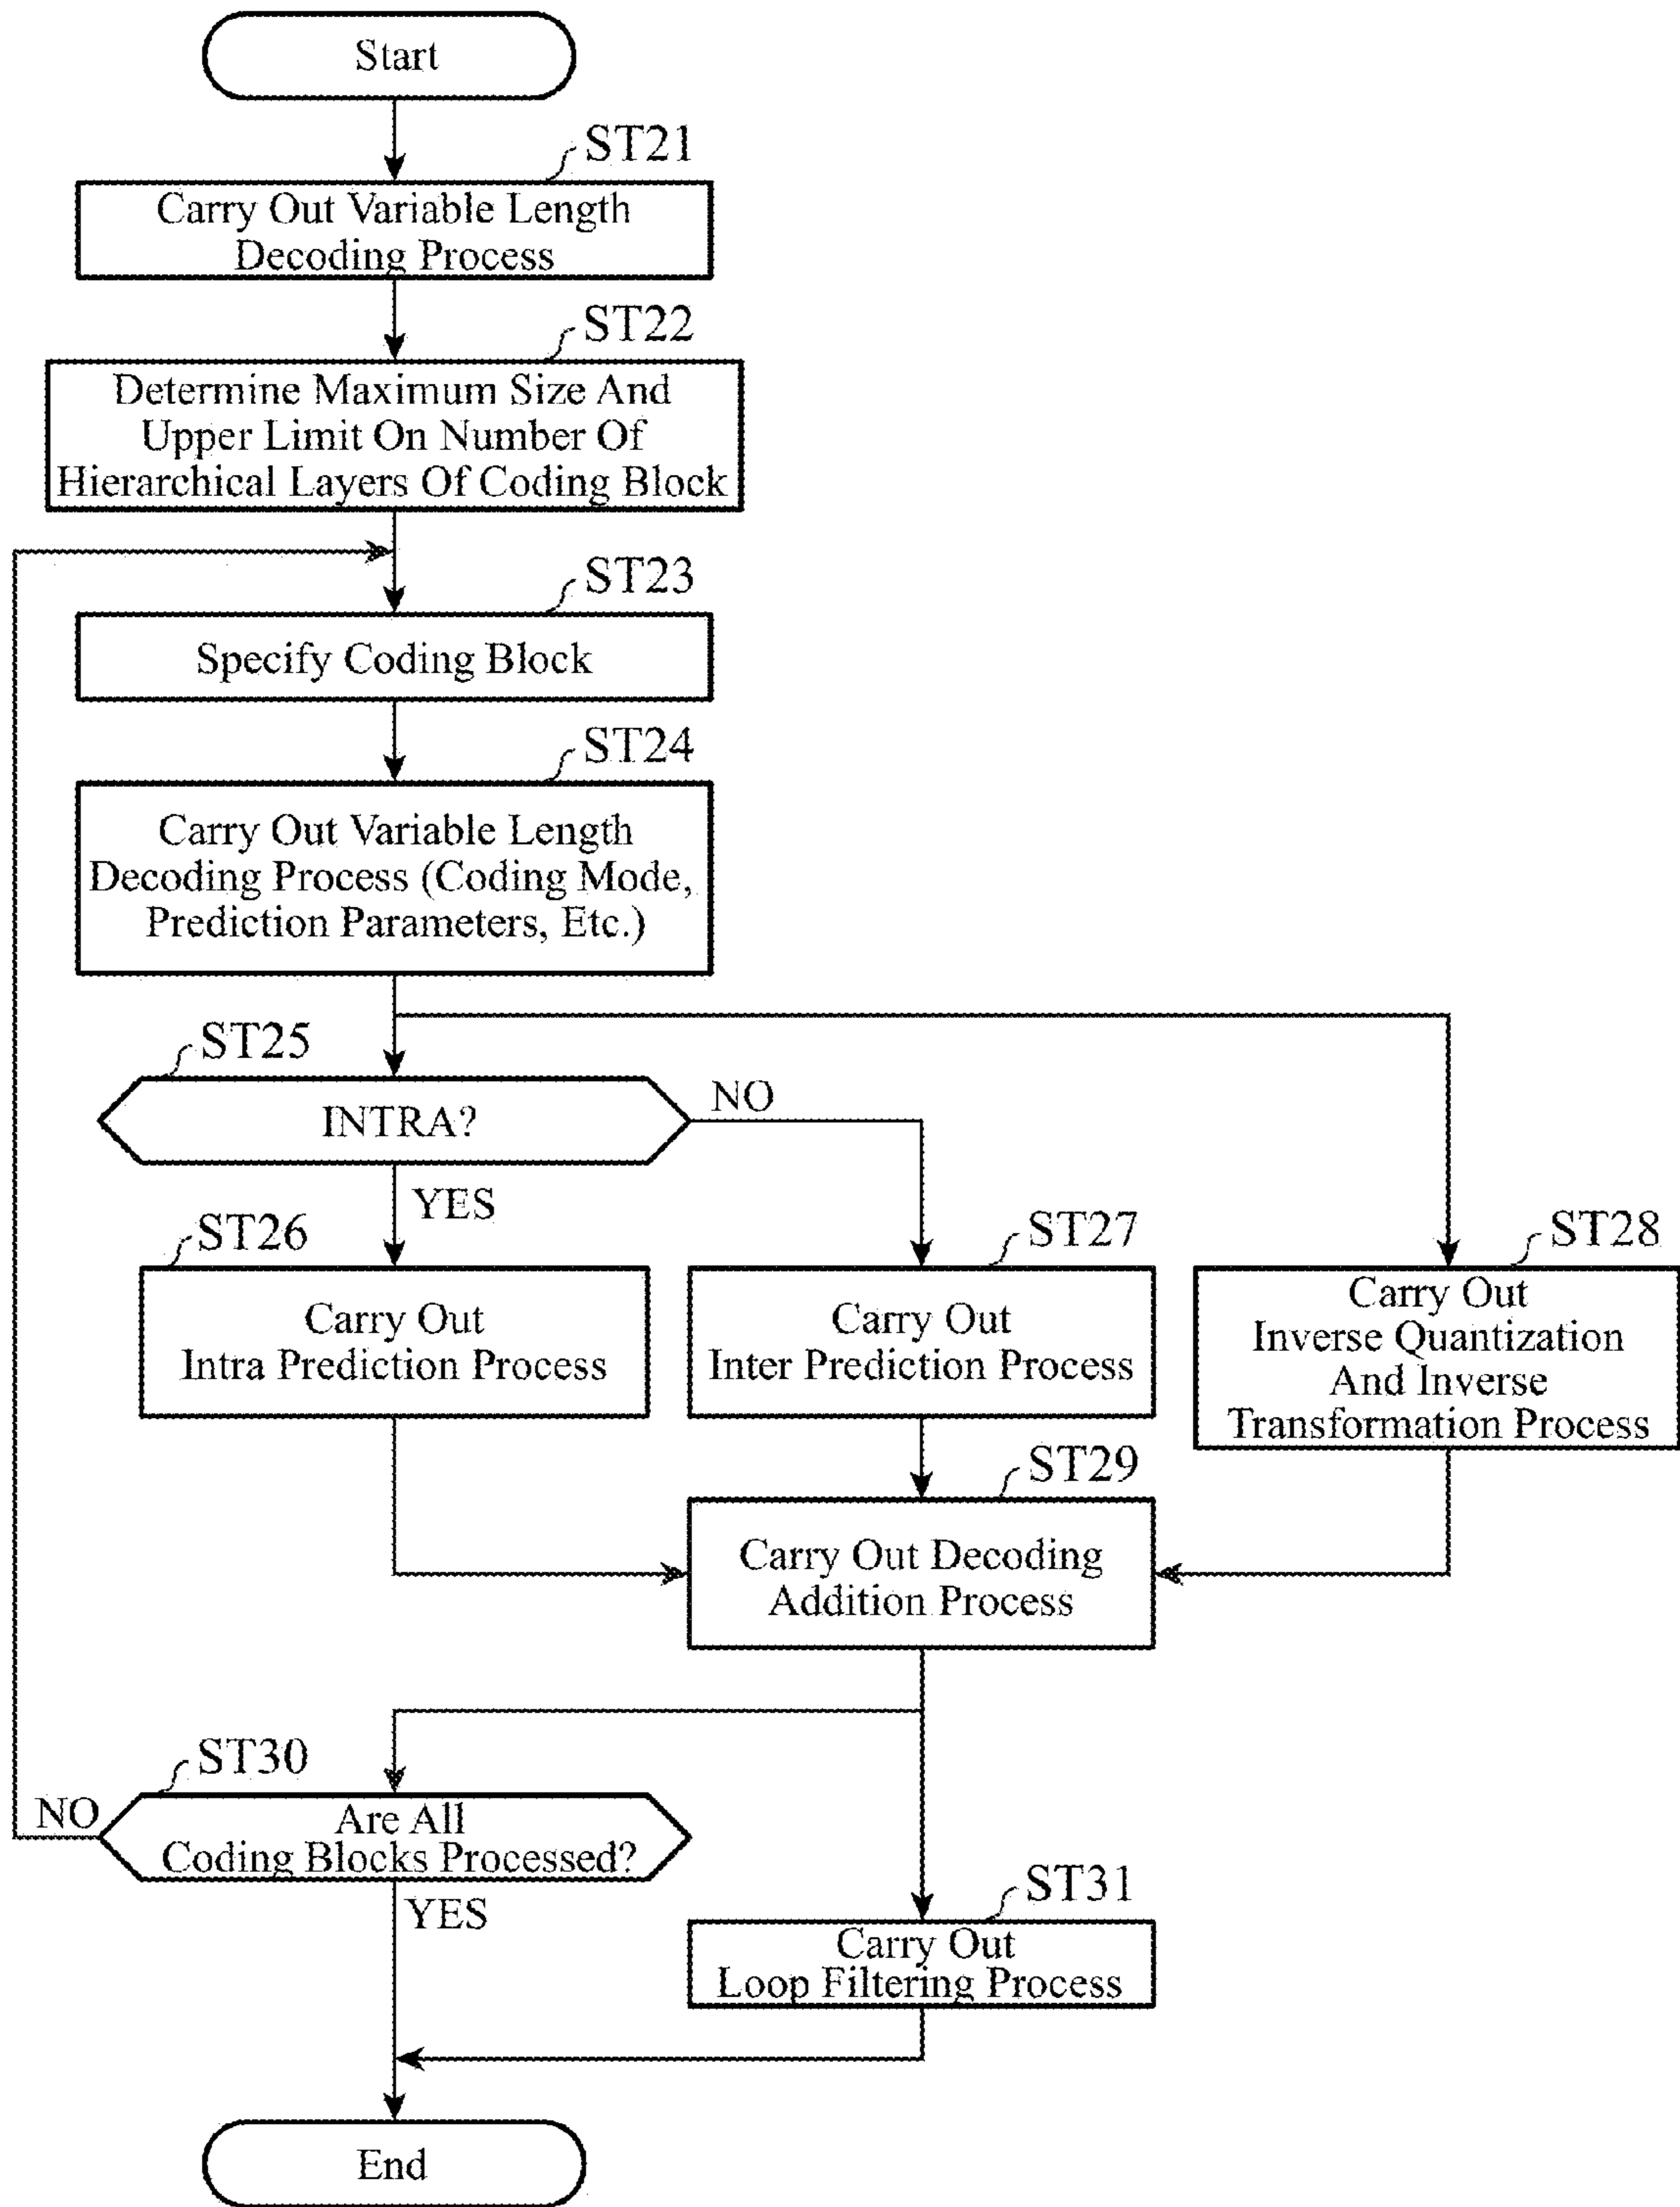 Start
ST21
Carry Out Variable Length
Decoding Process
ST22
Determine Maximum Size And
Upper Limit On Number Of
Hierarchical Layers Of Coding Block
ST23
Specify Coding Block
ST24
Carry Out Variable Length
Decoding Process (Coding Mode,
Prediction Parameters, Etc.)
ST25
INTRA?
NO
YES
ST26
Carry Out
Intra Prediction Process
ST27
Carry Out
Inter Prediction Process
ST28
Carry Out
Inverse Quantization
And Inverse
Transformation Process
ST29
Carry Out Decoding
Addition Process
ST30
NO
Are All
Coding Blocks Processed?
YES
ST31
Carry Out
Loop Filtering Process
End